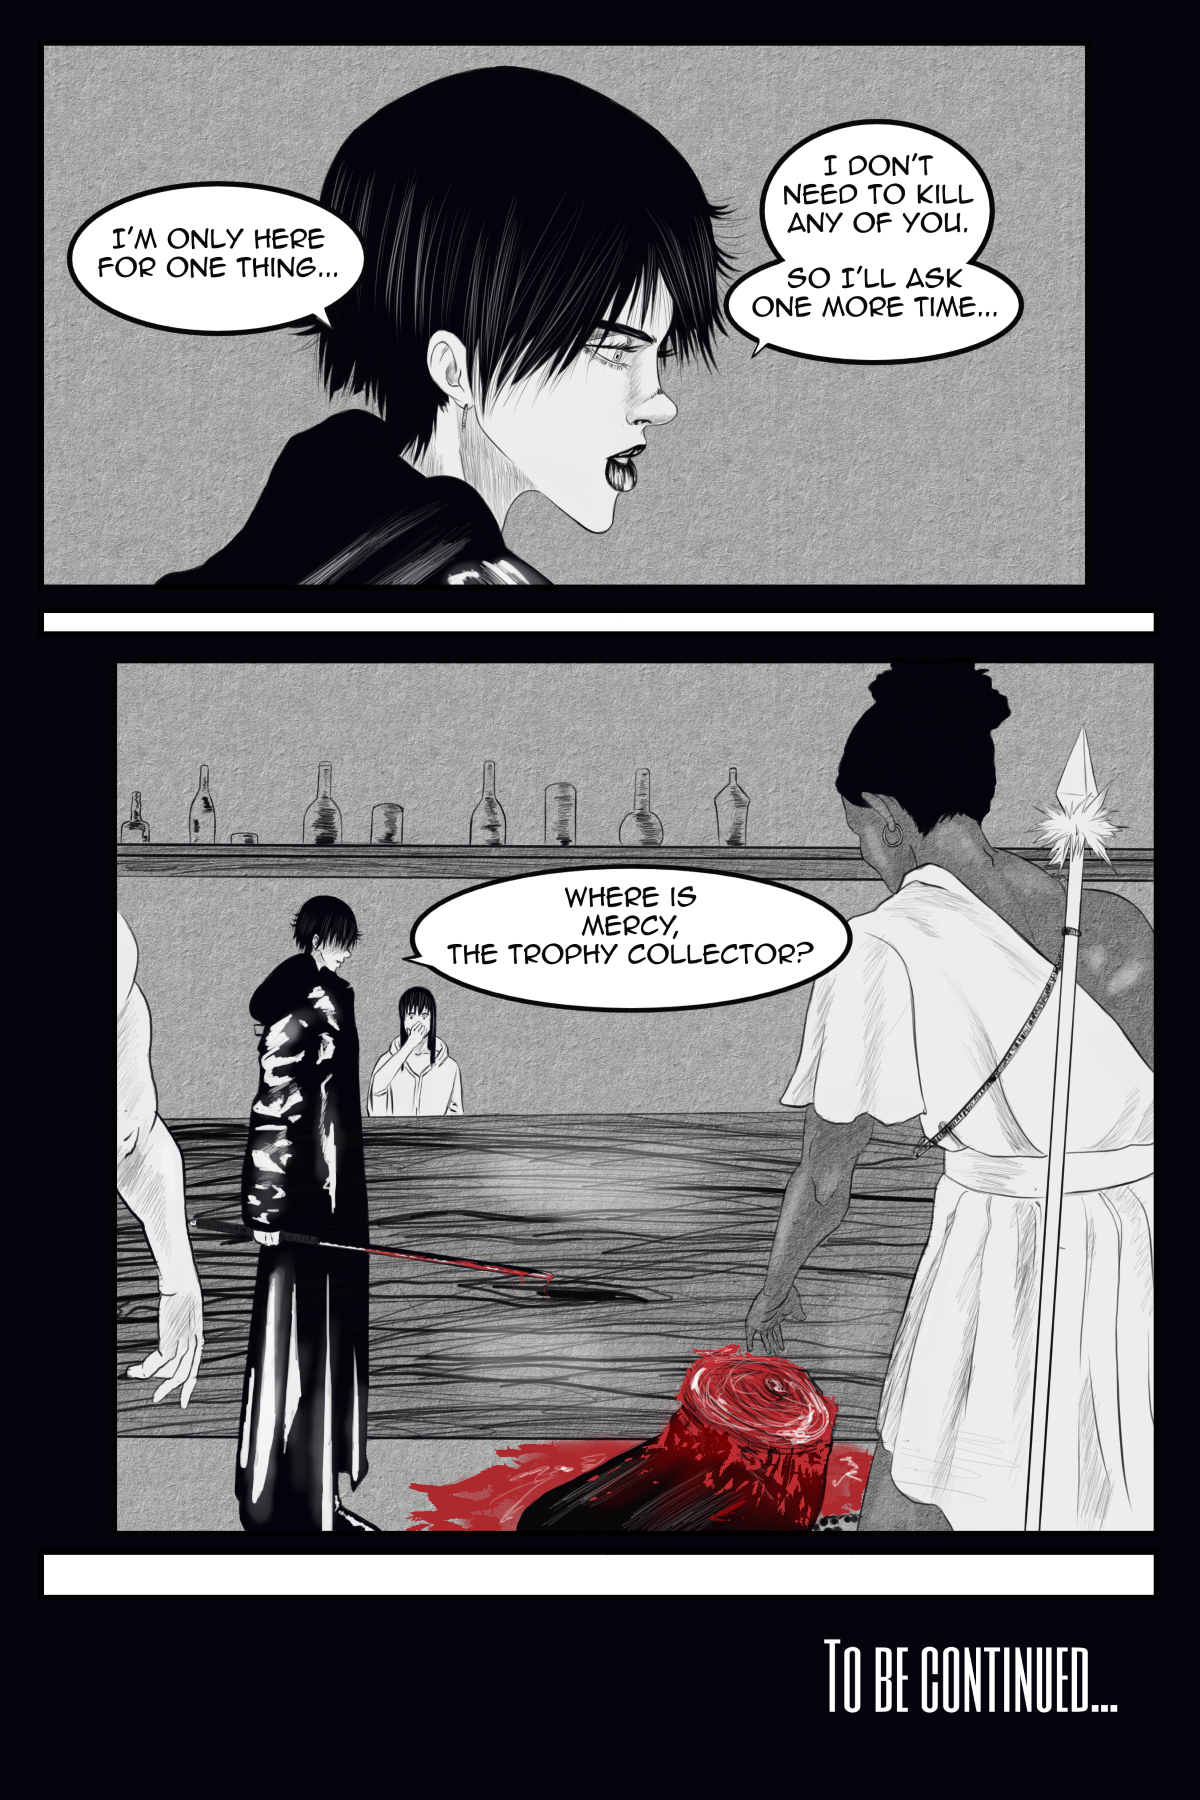 I'M ONLY HERE
FOR ONE THING...
I DON'T
NEED TO KILL
ANY OF YOU.
SO I'LL ASK
ONE MORE TIME...
WHERE IS
MERCY,
THE TROPHY COLLECTOR?
TO BE CONTINUED...